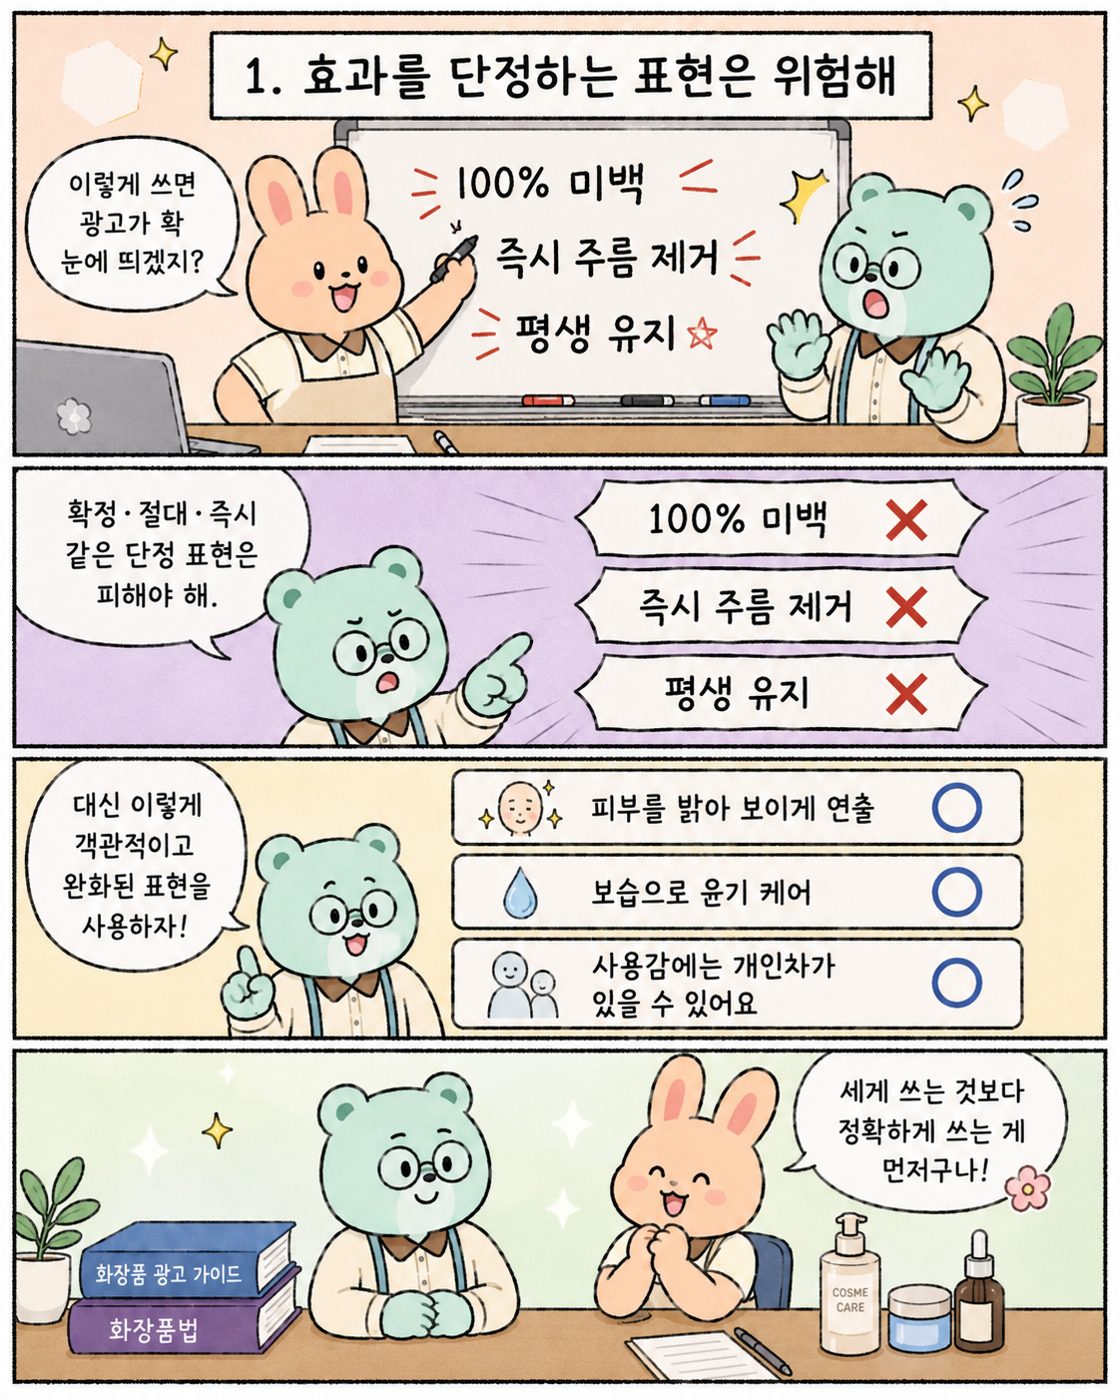 1. 효과를 단정하는 표현은 위험해
이렇게 쓰면
광고가 확
눈에 띄겠지?
100% 미백
즉시 주름 제거
평생 유지
확정·절대·즉시
같은 단정 표현은
피해야 해.
100% 미백
즉시 주름 제거
평생 유지
대신 이렇게
객관적이고
완화된 표현을
사용하자!
피부를 밝아 보이게 연출
보습으로 윤기 케어
사용감에는 개인차가
있을 수 있어요
세게 쓰는 것보다
정확하게 쓰는 게
먼저구나!
화장품 광고 가이드
화장품법
COSME
CARE